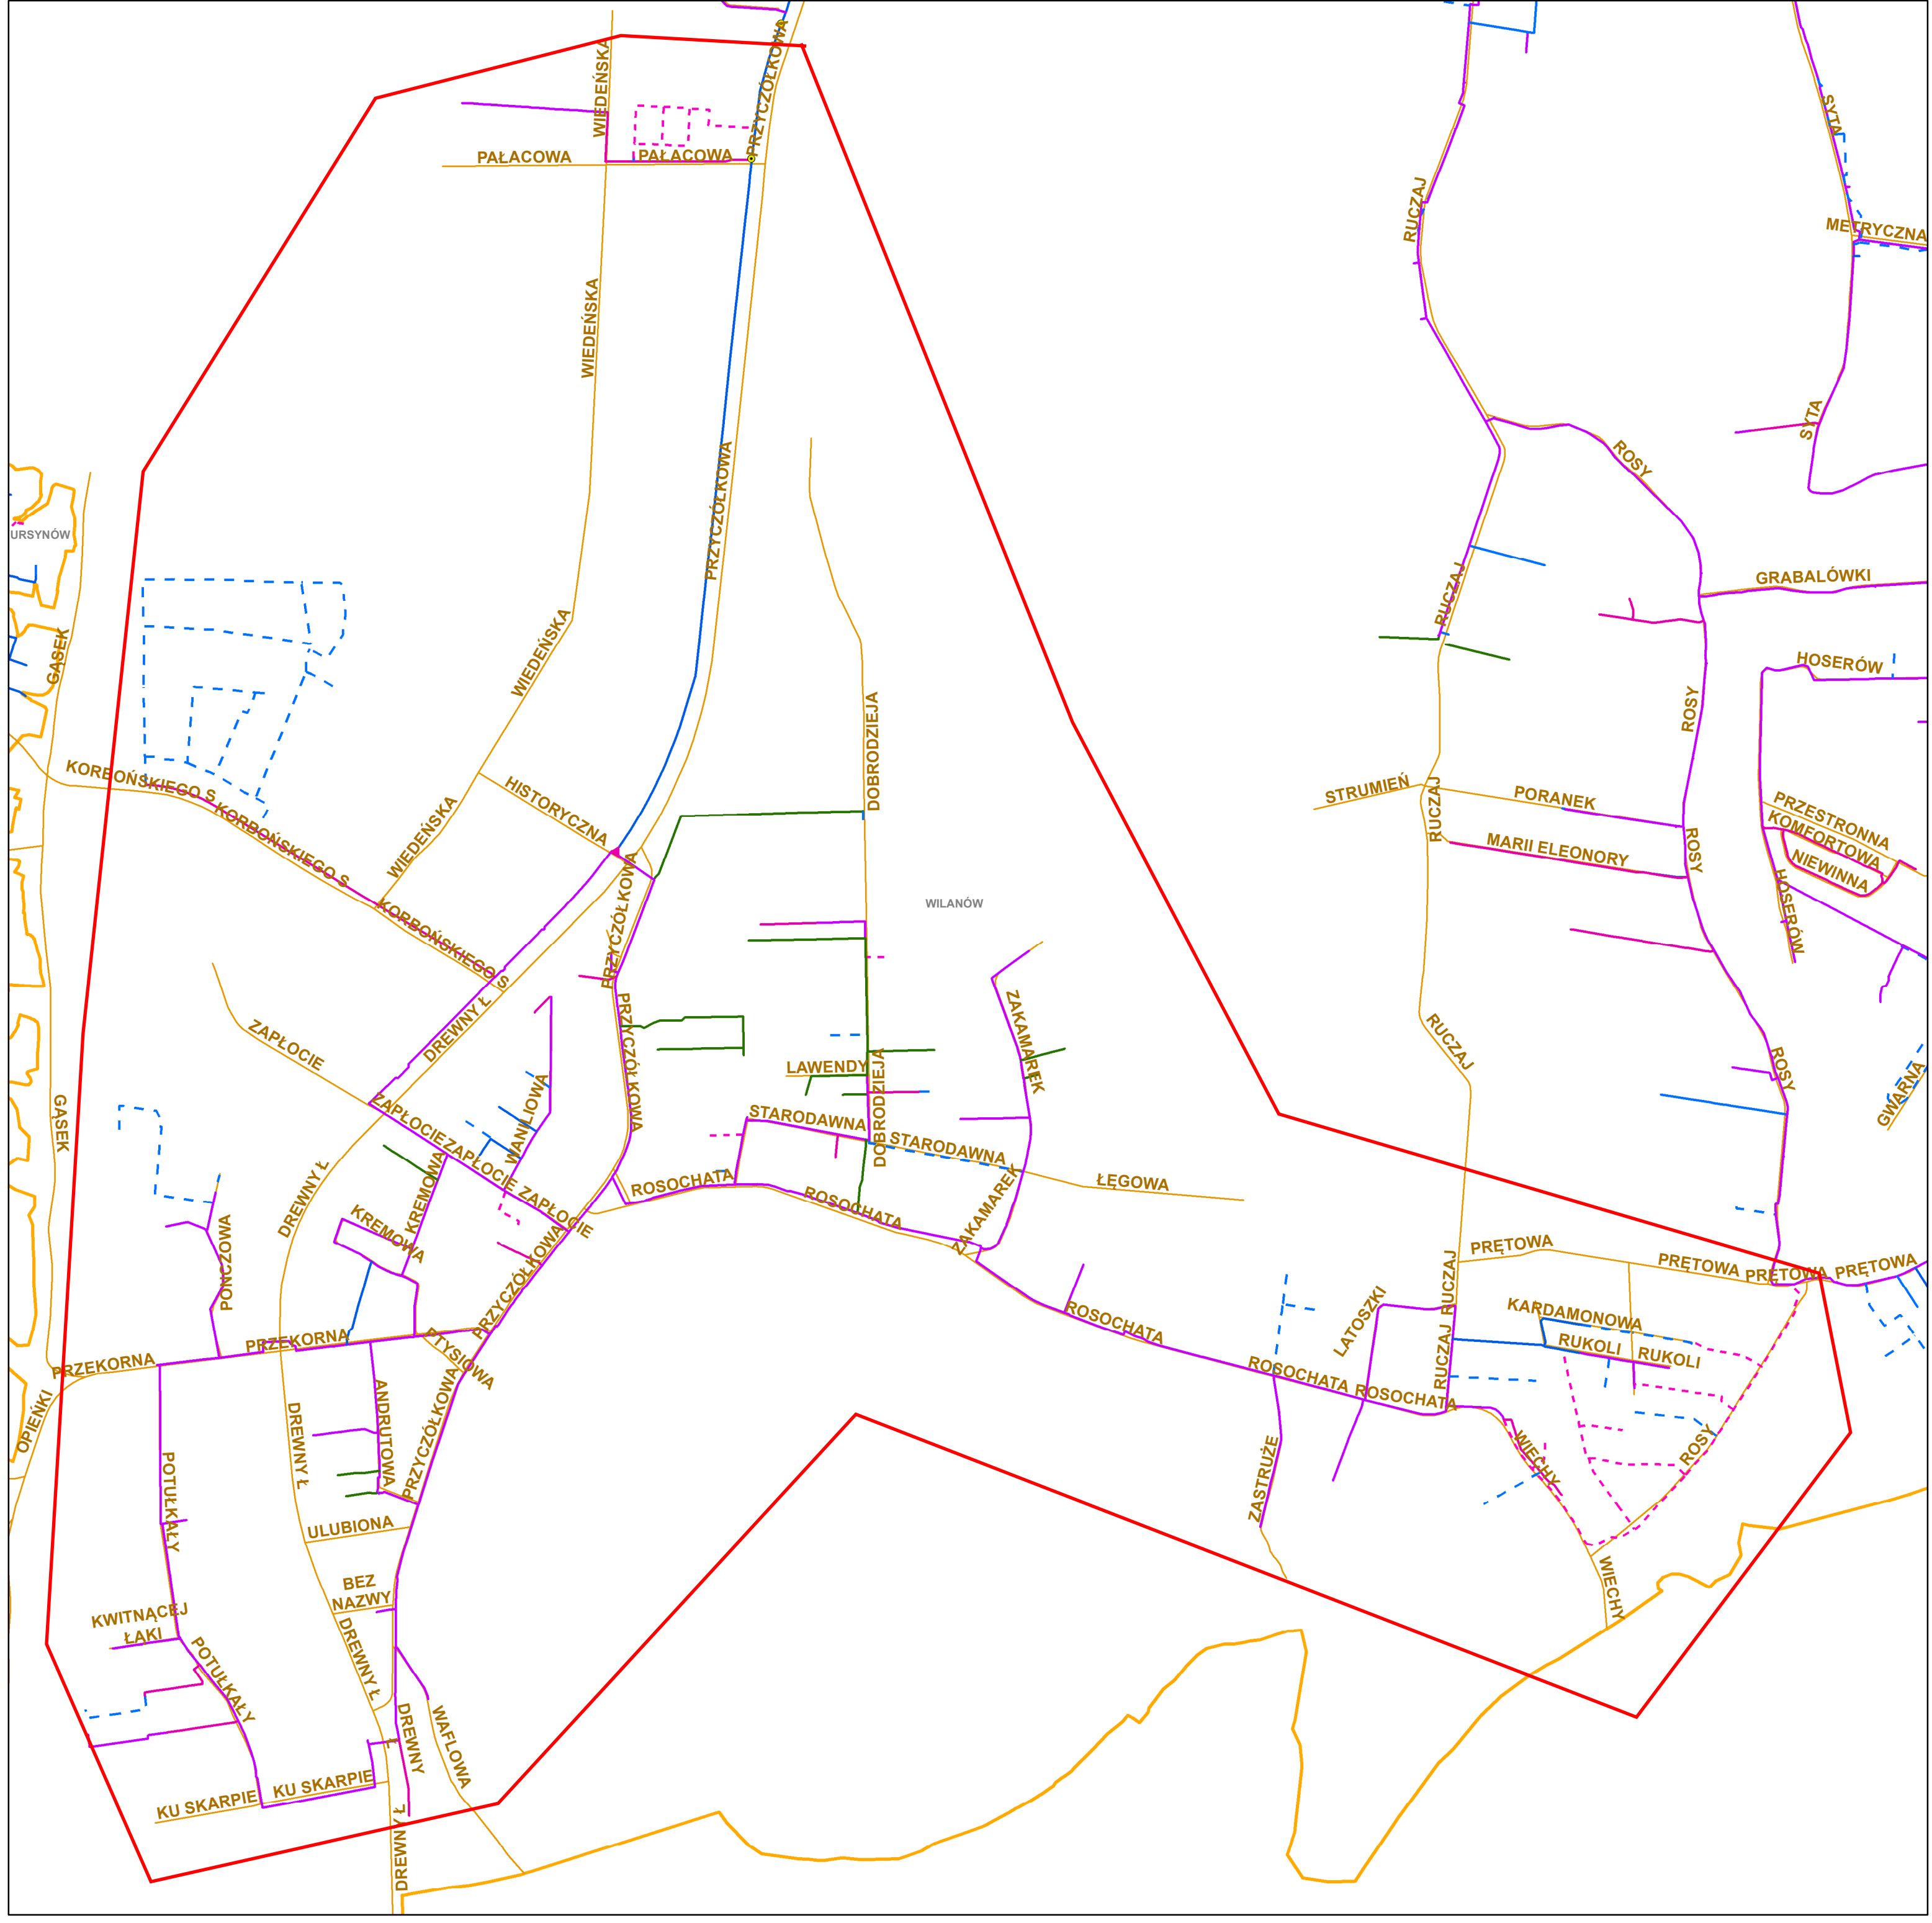 WIEDEŃSKA
PRZYCZÓŁKOWA
PAŁACOWA
PAŁACOWA
SYTA
RUCZAJ
METRYCZNA
WIEDEŃSKA
SYTA
ROSY
PRZYCZÓŁKOWA
URSYNÓW
GRABALÓWKI
RUCZAJ
GĄSEK
WIEDEŃSKA
HOSERÓW
ROSY
DOBRODZIEJA
KORBOŃSKIEGO S
HISTORYCZNA
STRUMIEŃ
RUCZAJ
PORANEK
PRZESTRONNA
KOMFORTOWA
NIEWINNA
WIEDEŃSKA
KORBOŃSKIEGO S
MARII ELEONORY
ROSY
HOSERÓW
PRZYCZÓŁKOWA
WILANÓW
KORBOŃSKIEGO S
DREWNY Ł
PRZYCZÓŁKOWA
ZAKAMAREK
RUCZAJ
ZAPŁOCIE
LAWENDY
DOBRODZIEJA
ROSY
GWARNA
GĄSEK
ZAPŁOCIE
ZAPŁOCIE
ZAPŁOCIE
WANILIOWA
STARODAWNA
STARODAWNA
KREMOWA
KREMOWA
DREWNY Ł
ROSOCHATA
ROSOCHATA
ZAKAMAREK
ŁĘGOWA
PONCZOWA
PRZYCZÓŁKOWA
PRĘTOWA
PRĘTOWA
PRĘTOWA
PRĘTOWA
RUCZAJ
LATOSZKI
KARDAMONOWA
RUKOLI
RUKOLI
PRZEKORNA
PRZEKORNA
PTYSIOWA
ROSOCHATA
ROSOCHATA
ROSOCHATA
RUCZAJ
OPIEŃKI
ANDRUTOWA
PRZYCZÓŁKOWA
DREWNY Ł
POTUŁKAŁY
ZASTRUŻE
WIECHY
ROSY
ULUBIONA
BEZ
NAZWY
WIECHY
KWITNĄCEJ
ŁĄKI
POTUŁKAŁY
DREWNY Ł
DREWNY
Ł
WAFLOWA
KU SKARPIE
KU SKARPIE
DREWNY Ł